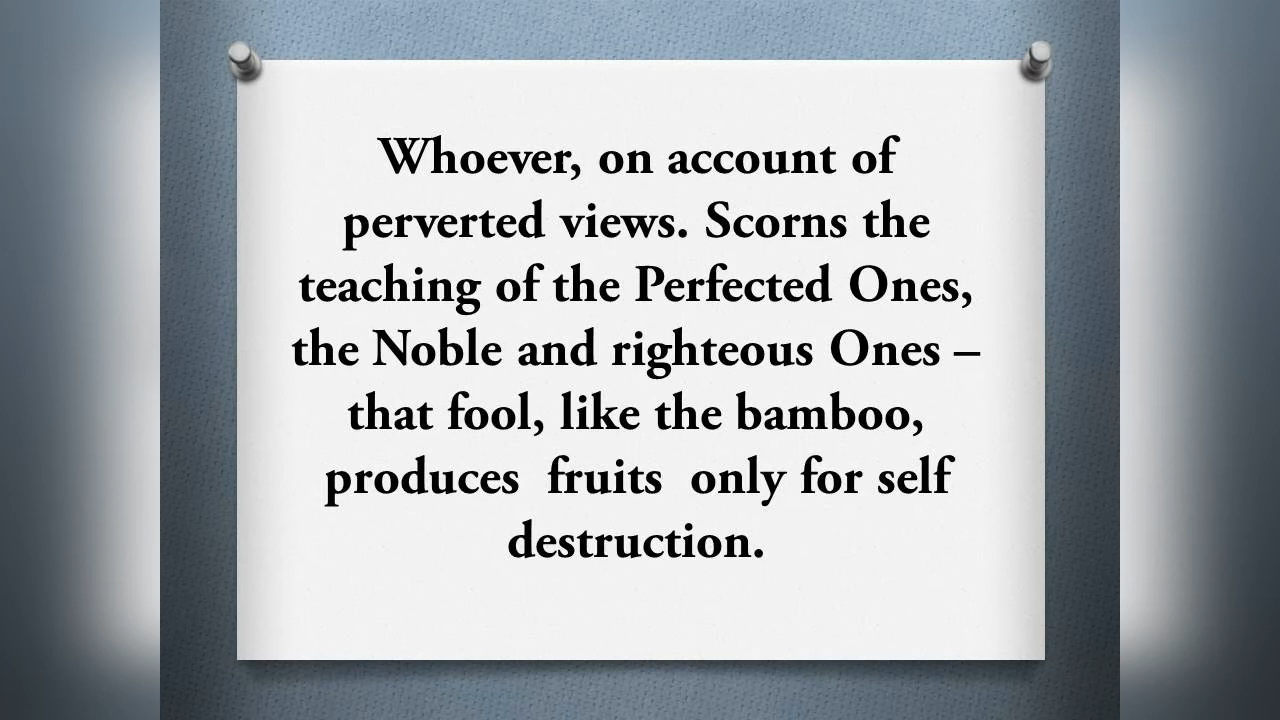 Whoever, on account of
perverted views. Scorns the
teaching of the Perfected Ones,
the Noble and righteous Ones –
that fool, like the bamboo,
produces  fruits  only for self
destruction.